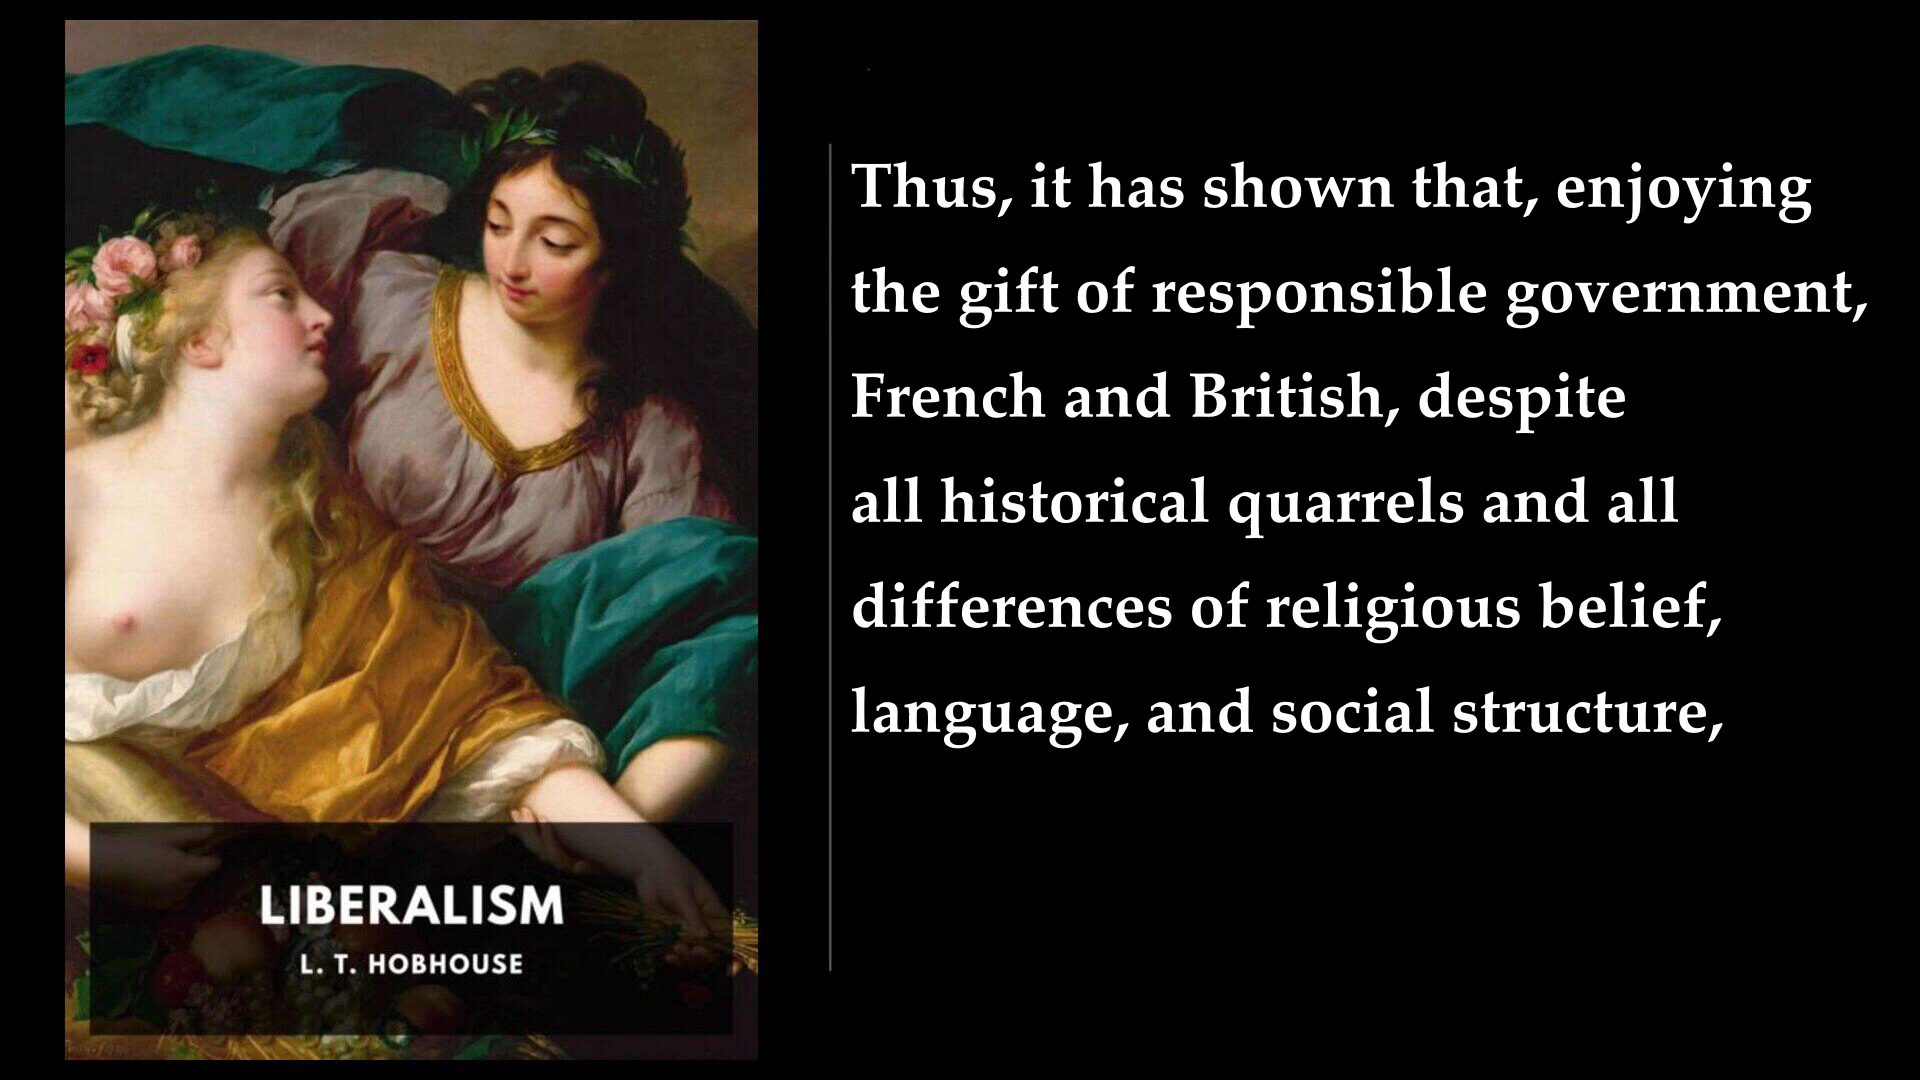 LIBERALISM
L. T. HOBHOUSE
Thus, it has shown that, enjoying
the gift of responsible government,
French and British, despite
all historical quarrels and all
differences of religious belief,
language, and social structure,